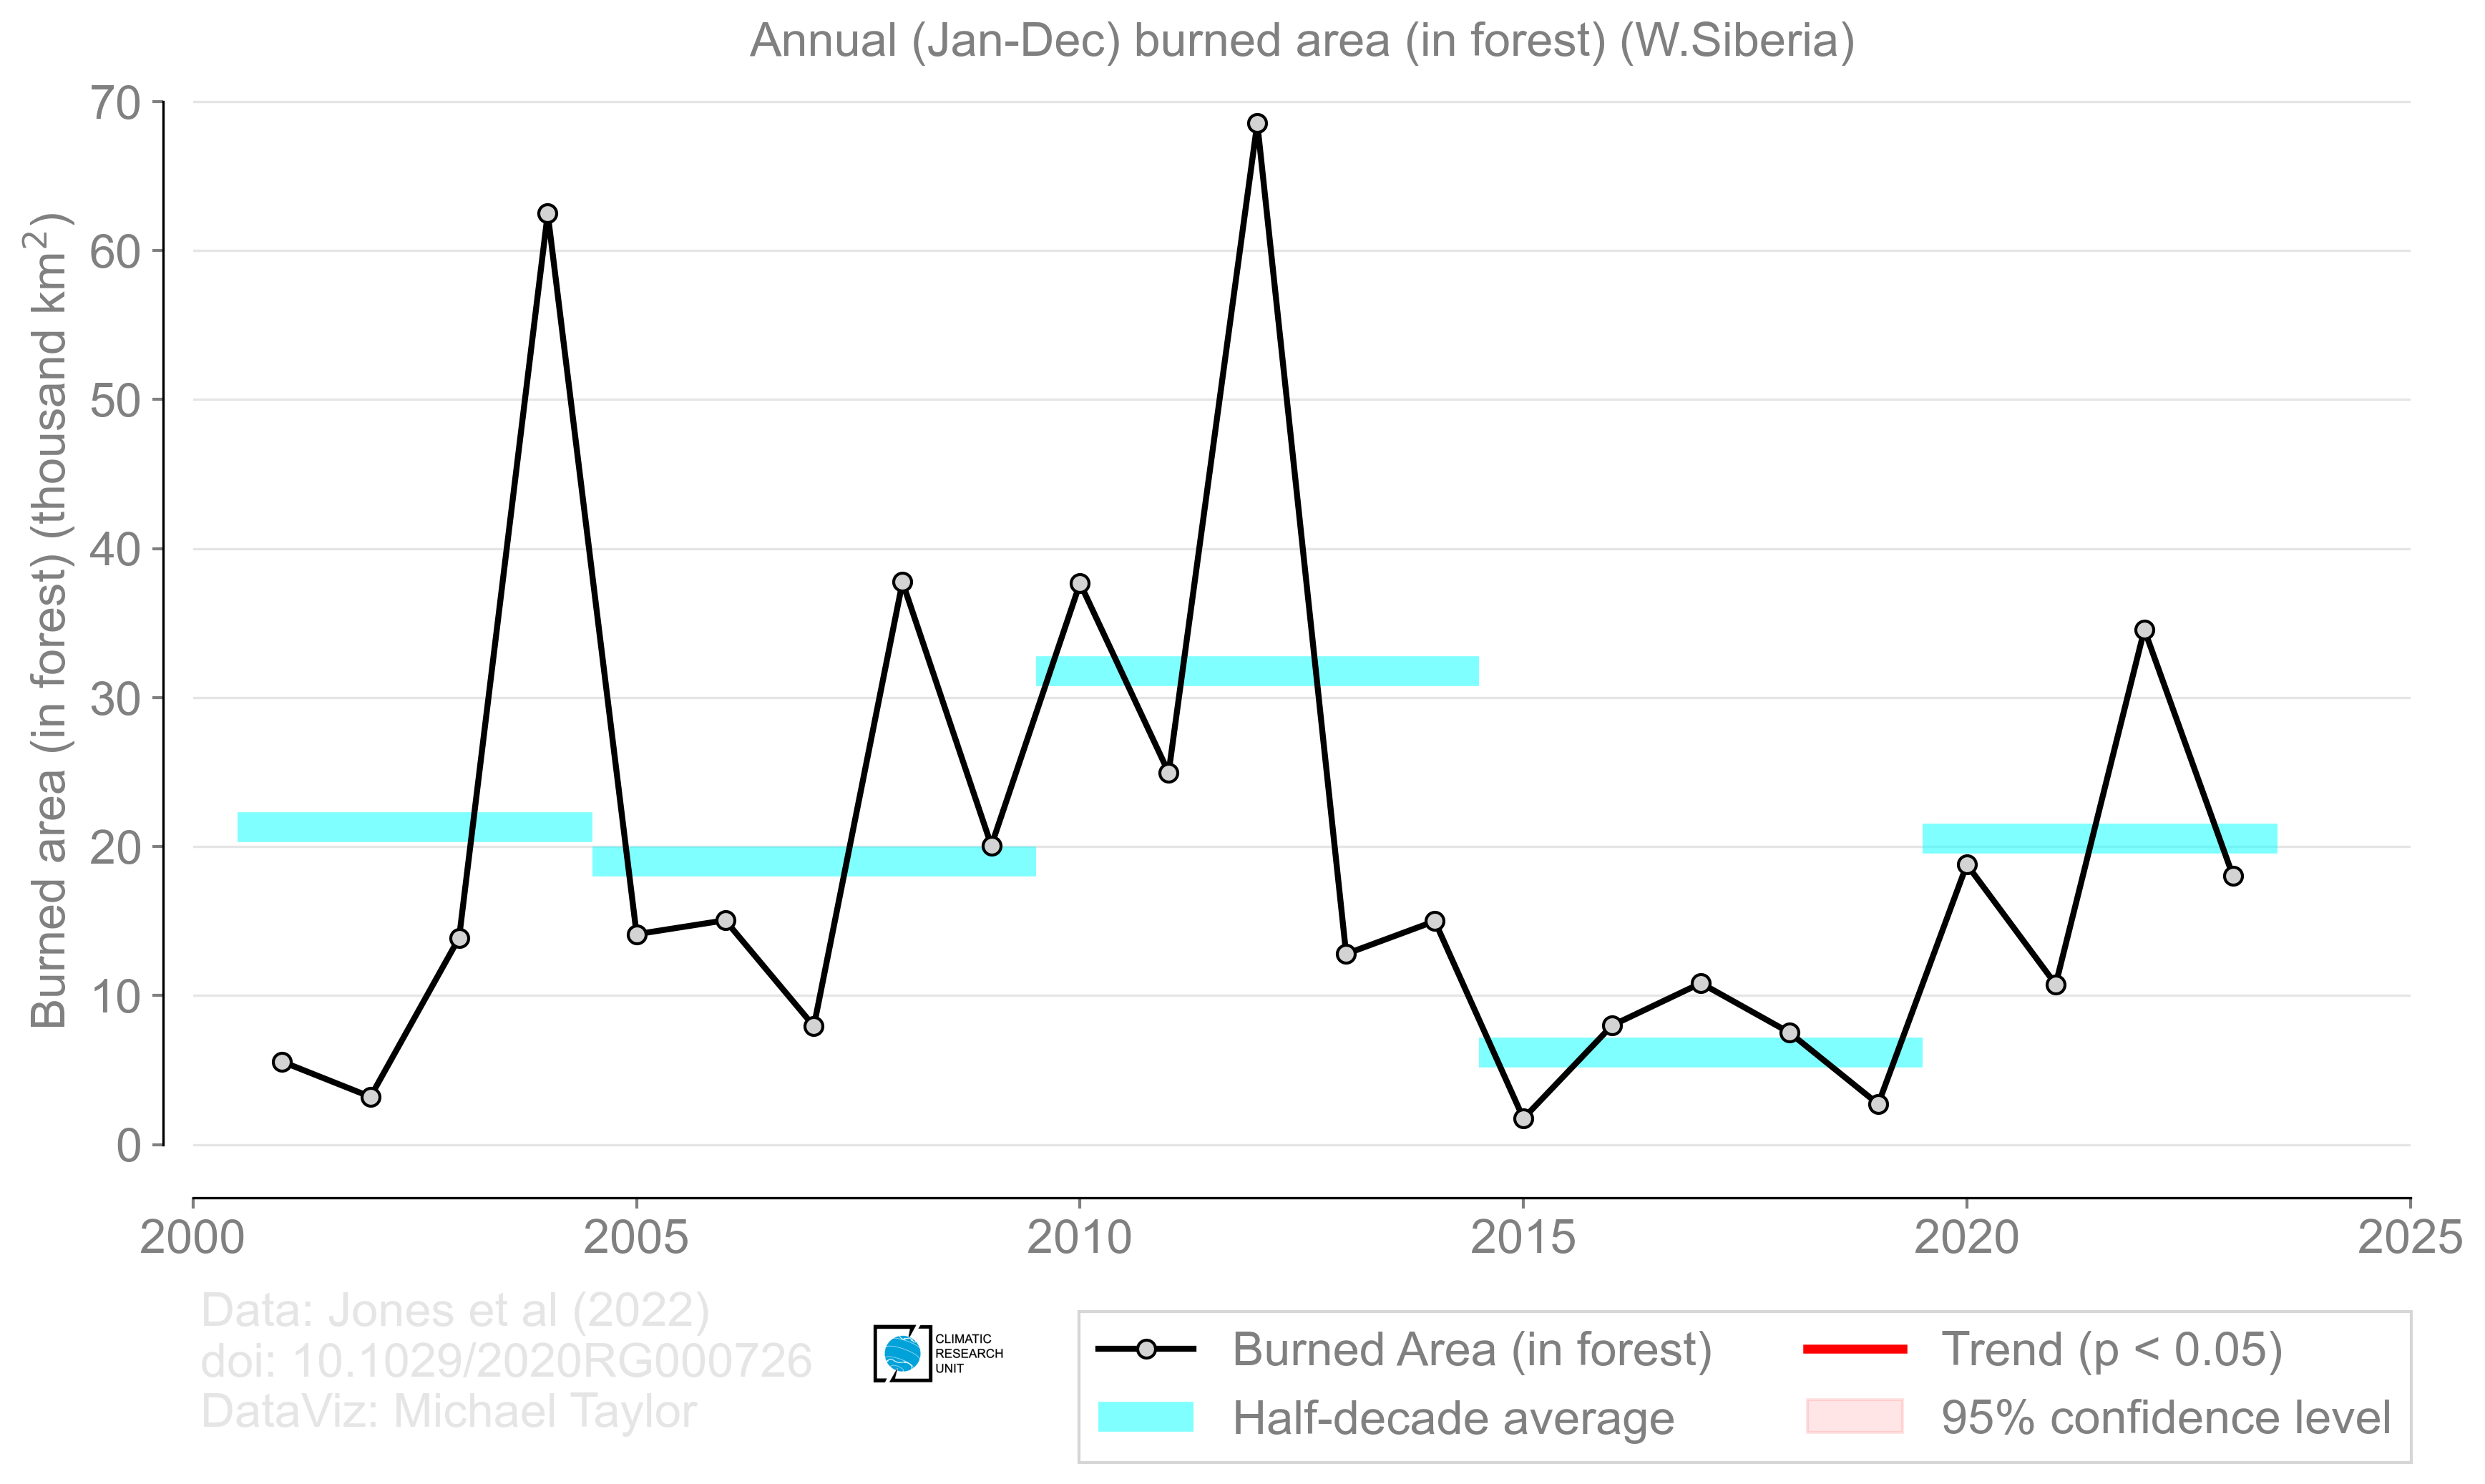 Annual (Jan-Dec) burned area (in forest) (W.Siberia)
Burned area (in forest) (thousand km²)
70
60
50
40
30
20
10
0
2000 2005 2010 2015 2020 2025
Data: Jones et al (2022)
doi: 10.1029/2020RG000726
DataViz: Michael Taylor
CLIMATIC
RESEARCH
UNIT
Burned Area (in forest)
Half-decade average
Trend (p < 0.05)
95% confidence level